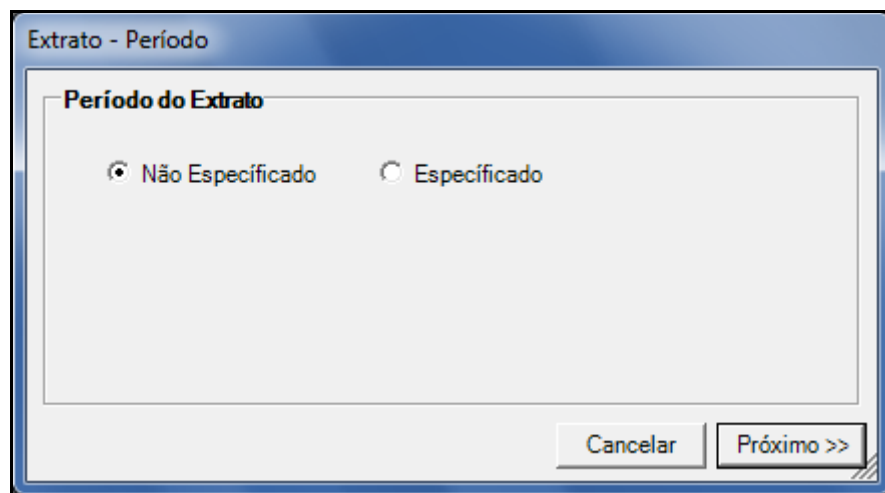 Extrato - Período
Período do Extrato
Não Específicado Específicado
Cancelar Próximo >>